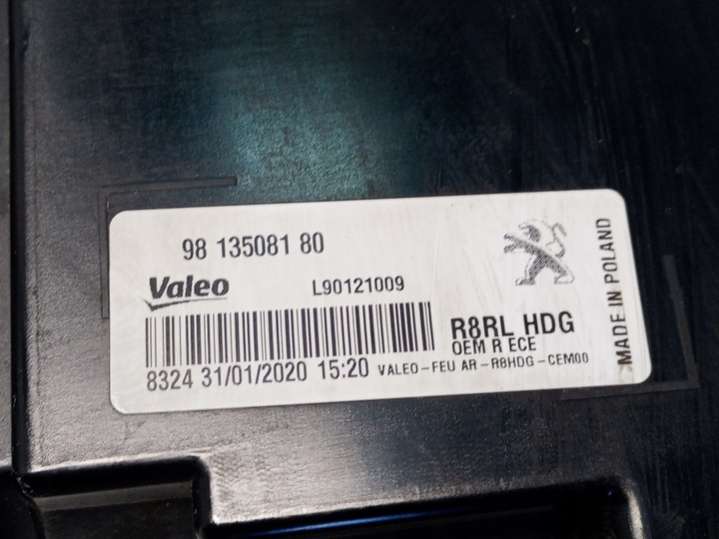 98 135081 80
Valeo L90121009
R8RL HDG
OEM R ECE
8324 31/01/2020 15:20 VALEO-FEU AR-R8HDG-CEM00
MADE IN POLAND